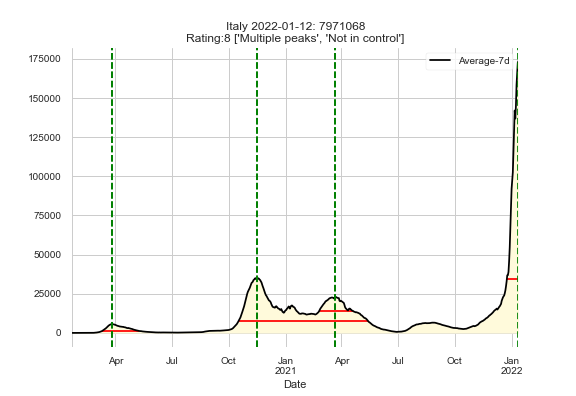 Italy 2022-01-12: 7971068
Rating:8 ['Multiple peaks', 'Not in control']
Average-7d
175000
150000
125000
100000
75000
50000
25000
0
Apr Jul Oct Jan Apr Jul Oct Jan
2021 2022
Date